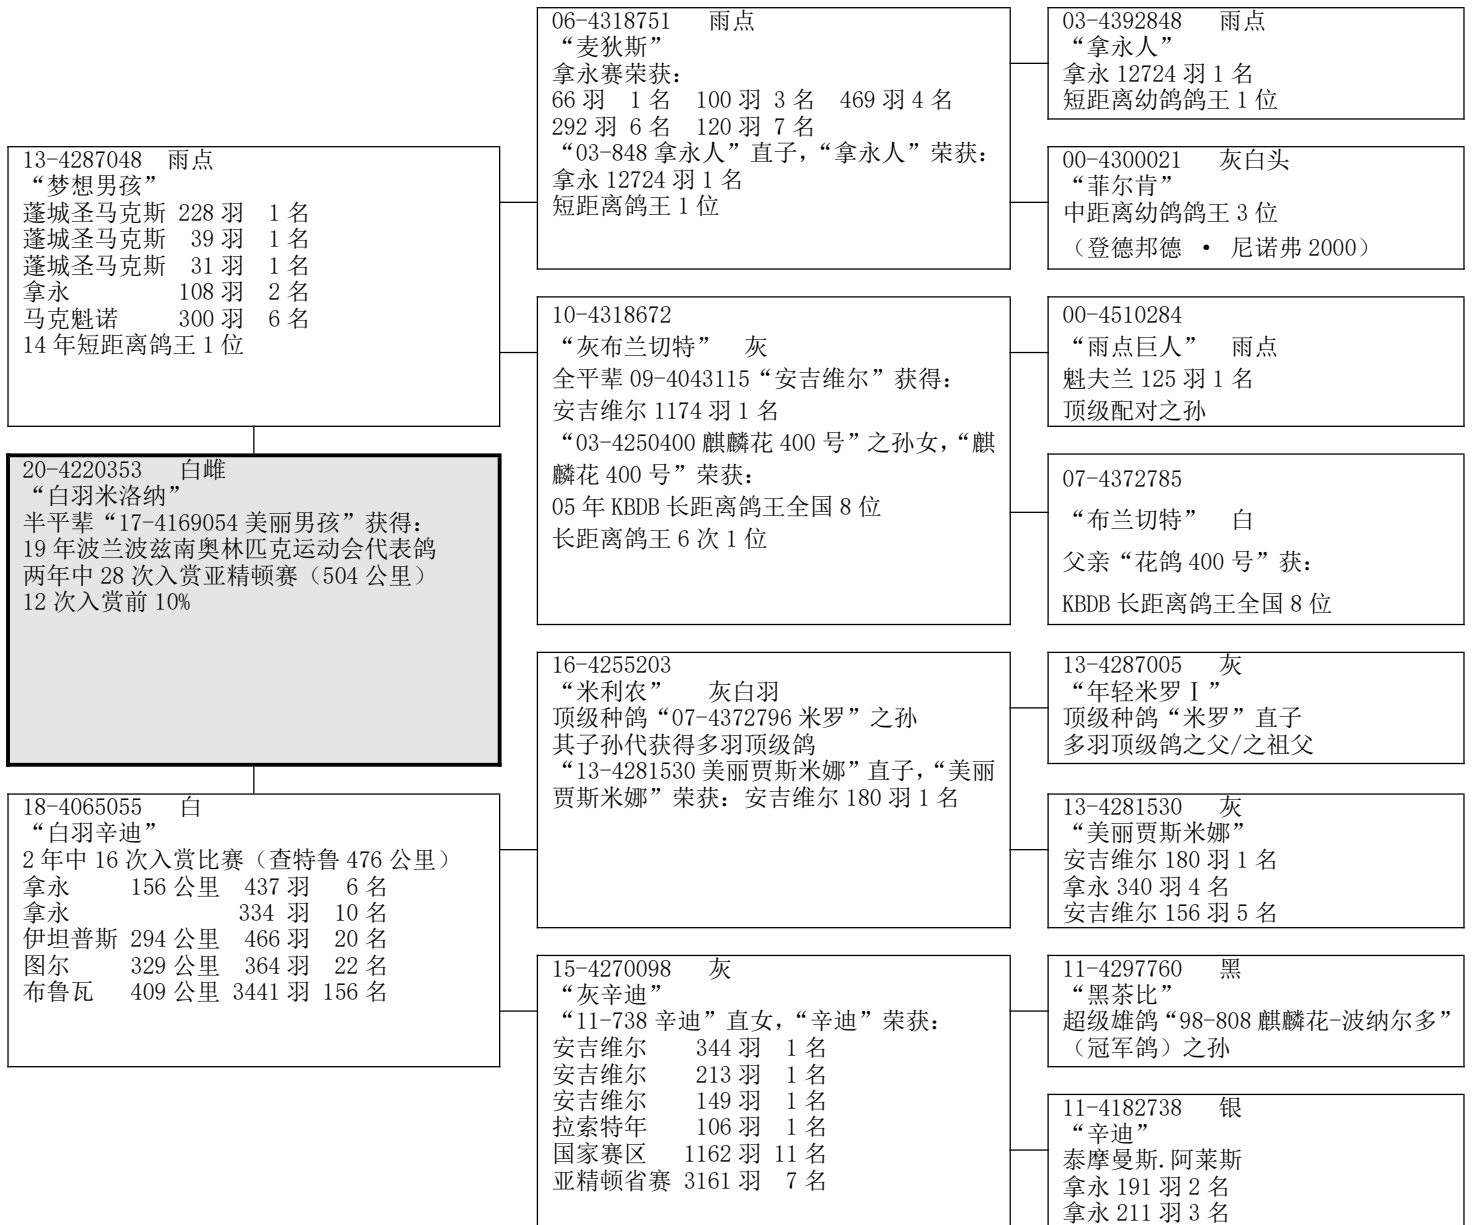 13-4287048 雨点
“梦想男孩”
蓬城圣马克斯 228 羽 1 名
蓬城圣马克斯 39 羽 1 名
蓬城圣马克斯 31 羽 1 名
拿永 108 羽 2 名
马克魁诺 300 羽 6 名
14 年短距离鸽王 1 位
20-4220353 白雌
“白羽米洛纳”
半平辈“17-4169054 美丽男孩”获得：
19 年波兰波兹南奥林匹克运动会代表鸽
两年中 28 次入赏亚精顿赛（504 公里）
12 次入赏前 10%
18-4065055 白
“白羽辛迪”
2 年中 16 次入赏比赛（查特鲁 476 公里）
拿永 156 公里 437 羽 6 名
拿永 334 羽 10 名
伊坦普斯 294 公里 466 羽 20 名
图尔 329 公里 364 羽 22 名
布鲁瓦 409 公里 3441 羽 156 名
06-4318751 雨点
“麦狄斯”
拿永赛荣获：
66 羽 1 名 100 羽 3 名 469 羽 4 名
292 羽 6 名 120 羽 7 名
“03-848 拿永人”直子，“拿永人”荣获：
拿永 12724 羽 1 名
短距离鸽王 1 位
10-4318672
“灰布兰切特” 灰
全平辈 09-4043115“安吉维尔”获得：
安吉维尔 1174 羽 1 名
“03-4250400 麒麟花 400 号”之孙女，“麒
麟花 400 号”荣获：
05 年 KBDB 长距离鸽王全国 8 位
长距离鸽王 6 次 1 位
16-4255203
“米利农” 灰白羽
顶级种鸽“07-4372796 米罗”之孙
其子孙代获得多羽顶级鸽
“13-4281530 美丽贾斯米娜”直子，“美丽
贾斯米娜”荣获：安吉维尔 180 羽 1 名
15-4270098 灰
“灰辛迪”
“11-738 辛迪”直女，“辛迪”荣获：
安吉维尔 344 羽 1 名
安吉维尔 213 羽 1 名
安吉维尔 149 羽 1 名
拉索特年 106 羽 1 名
国家赛区 1162 羽 11 名
亚精顿省赛 3161 羽 7 名
03-4392848 雨点
“拿永人”
拿永 12724 羽 1 名
短距离幼鸽鸽王 1 位
00-4300021 灰白头
“菲尔肯”
中距离幼鸽鸽王 3 位
（登德邦德 • 尼诺弗 2000）
00-4510284
“雨点巨人” 雨点
魁夫兰 125 羽 1 名
顶级配对之孙
07-4372785
“布兰切特” 白
父亲“花鸽 400 号”获：
KBDB 长距离鸽王全国 8 位
13-4287005 灰
“年轻米罗Ⅰ”
顶级种鸽“米罗”直子
多羽顶级鸽之父/之祖父
13-4281530 灰
“美丽贾斯米娜”
安吉维尔 180 羽 1 名
拿永 340 羽 4 名
安吉维尔 156 羽 5 名
11-4297760 黑
“黑茶比”
超级雄鸽“98-808 麒麟花-波纳尔多”
（冠军鸽）之孙
11-4182738 银
“辛迪”
泰摩曼斯.阿莱斯
拿永 191 羽 2 名
拿永 211 羽 3 名